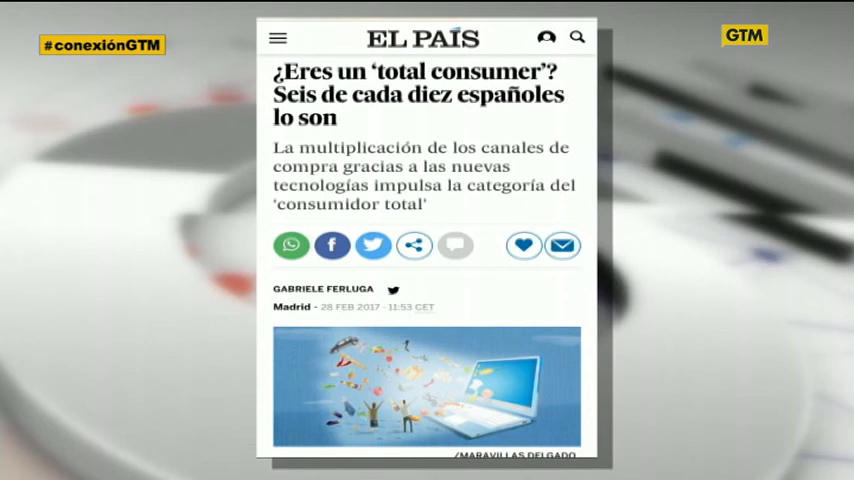 #conexiónGTM
GTM
EL PAÍS
¿Eres un ‘total consumer’?
Seis de cada diez españoles
lo son
La multiplicación de los canales de
compra gracias a las nuevas
tecnologías impulsa la categoría del
‘consumidor total’
GABRIELE FERLUGA
Madrid - 28 FEB 2017 - 11:53 CET
/MARAVILLAS DELGADO